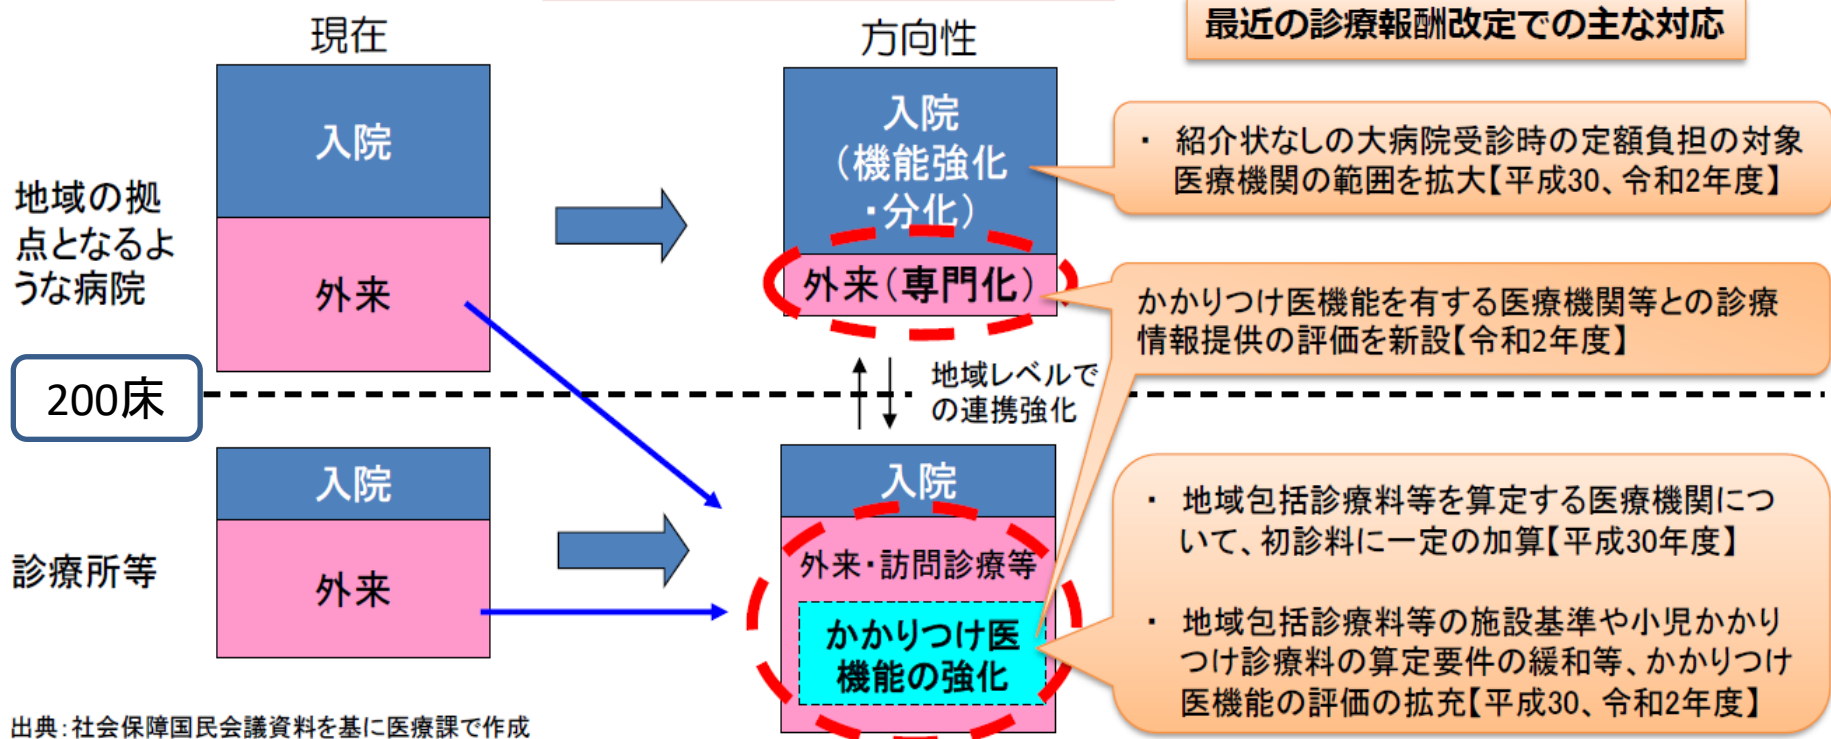 現在
方向性
最近の診療報酬改定での主な対応
地域の拠
点となるよ
うな病院
入院
外来
入院
（機能強化
・分化）
外来（専門化）
・ 紹介状なしの大病院受診時の定額負担の対象
医療機関の範囲を拡大【平成30、令和2年度】
かかりつけ医機能を有する医療機関等との診療
情報提供の評価を新設【令和2年度】
200床
地域レベルで
の連携強化
診療所等
入院
外来
入院
外来・訪問診療等
かかりつけ医
機能の強化
・ 地域包括診療料等を算定する医療機関につ
いて、初診料に一定の加算【平成30年度】
・ 地域包括診療料等の施設基準や小児かかり
つけ診療料の算定要件の緩和等、かかりつけ
医機能の評価の拡充【平成30、令和2年度】
出典：社会保障国民会議資料を基に医療課で作成